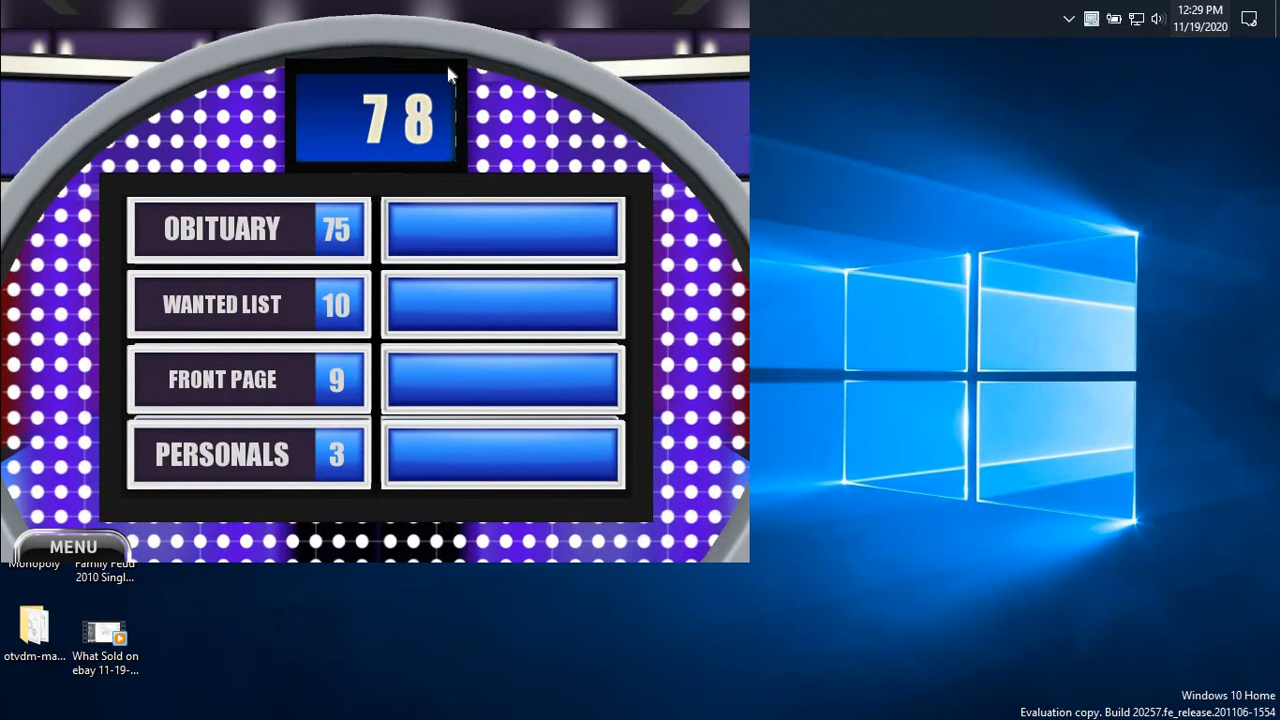 12:29 PM
11/19/2020
78
OBITUARY 75
WANTED LIST 10
FRONT PAGE 9
PERSONALS 3
MENU
Monopoly
Family Feud
2010 Singl...
otvdm-ma...
What Sold on
ebay 11-19-...
Windows 10 Home
Evaluation copy. Build 20257.fe_release.201106-1554